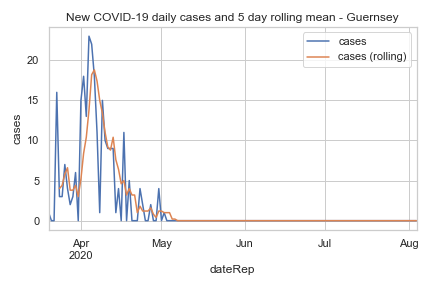 New COVID-19 daily cases and 5 day rolling mean - Guernsey
cases
cases (rolling)
cases
20
15
10
5
0
Apr
2020
May
Jun
Jul
Aug
dateRep